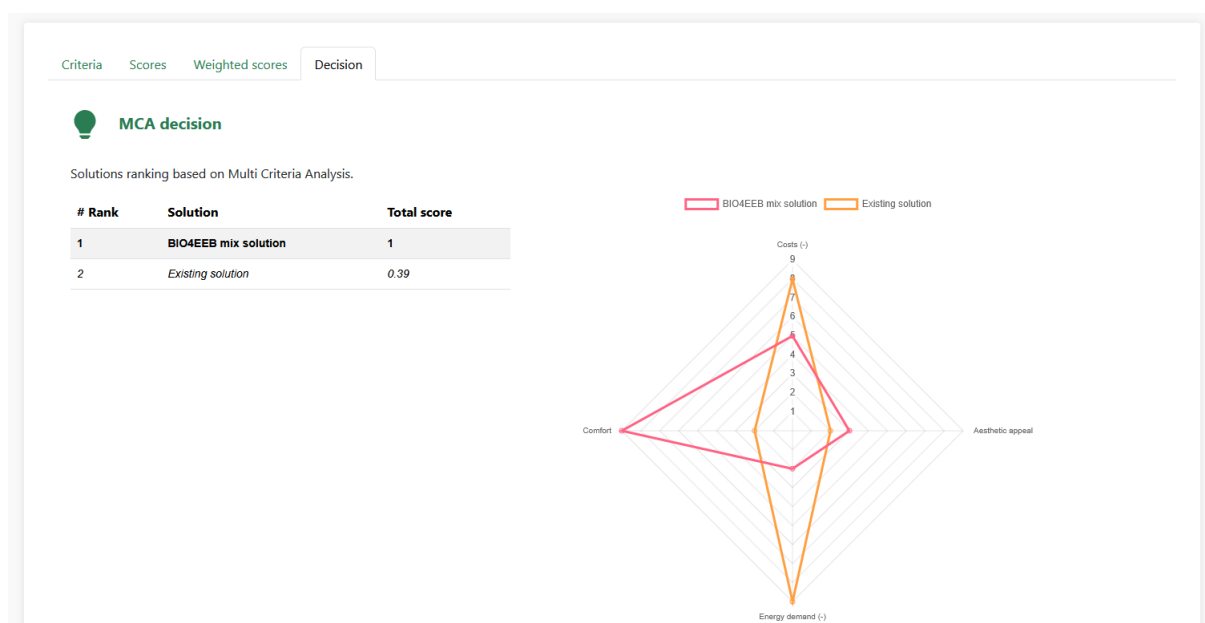 Criteria Scores Weighted scores Decision
MCA decision
Solutions ranking based on Multi Criteria Analysis.
# Rank Solution Total score
1 BIO4EEB mix solution 1
2 Existing solution 0.39
BIO4EEB mix solution Existing solution
Costs (-)
9
8
7
6
5
4
3
2
1
Comfort
Aesthetic appeal
Energy demand (-)